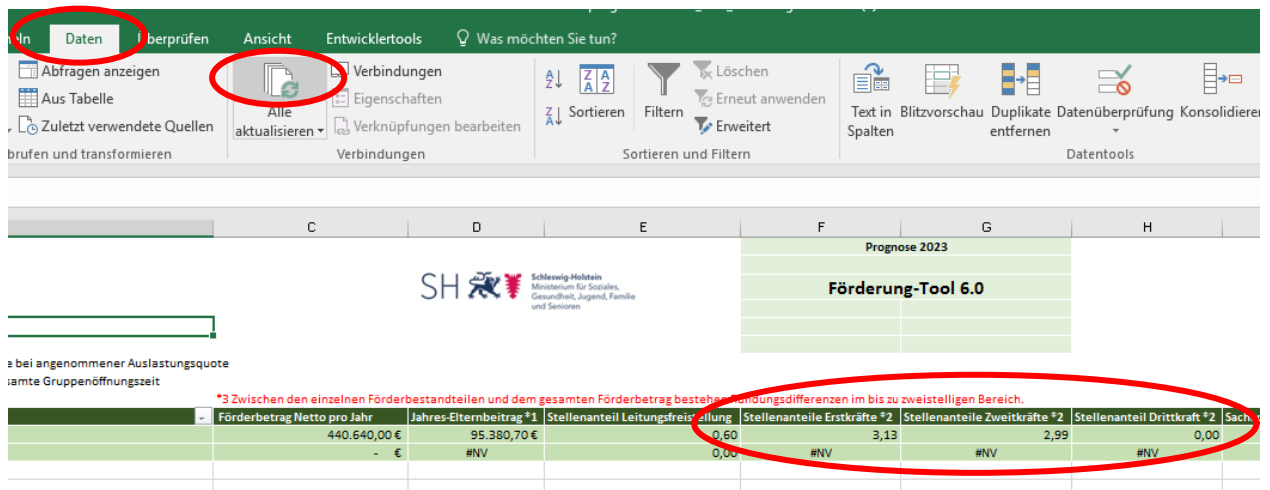 Daten Überprüfen Ansicht Entwicklertools Was möchten Sie tun?
Abfragen anzeigen
Aus Tabelle
Zuletzt verwendete Quellen
Alle
aktualisieren
Verbindungen
Eigenschaften
Verknüpfungen bearbeiten
Verbindungen
A
Z
Z A
A Z
Z
A
Sortieren
Filtern
Löschen
Erneut anwenden
Erweitert
Sortieren und Filtern
Text in
Spalten
Blitzvorschau
Duplikate
entfernen
Datenüberprüfung
Datentools
C D E F G H
Prognose 2023
SH
Schleswig-Holstein
Ministerium für Soziales,
Gesundheit, Jugend, Familie
und Senioren
Förderung-Tool 6.0
bei angenommener Auslastungsquote
Gruppenöffnungszeit
*3 Zwischen den einzelnen Förderbestandteilen und dem gesamten Förderbetrag bestehen Rundungsdifferenzen im bis zu zweistelligen Bereich.
Förderbetrag Netto pro Jahr Jahres-Elternbeitrag *1 Stellenanteil Leitungsfreistellung Stellenanteile Erstkräfte *2 Stellenanteile Zweitkräfte *2 Stellenanteil Drittkraft *2
440.640,00 € 95.380,70 € 0,60 3,13 2,99 0,00
- € #NV 0,00 #NV #NV #NV